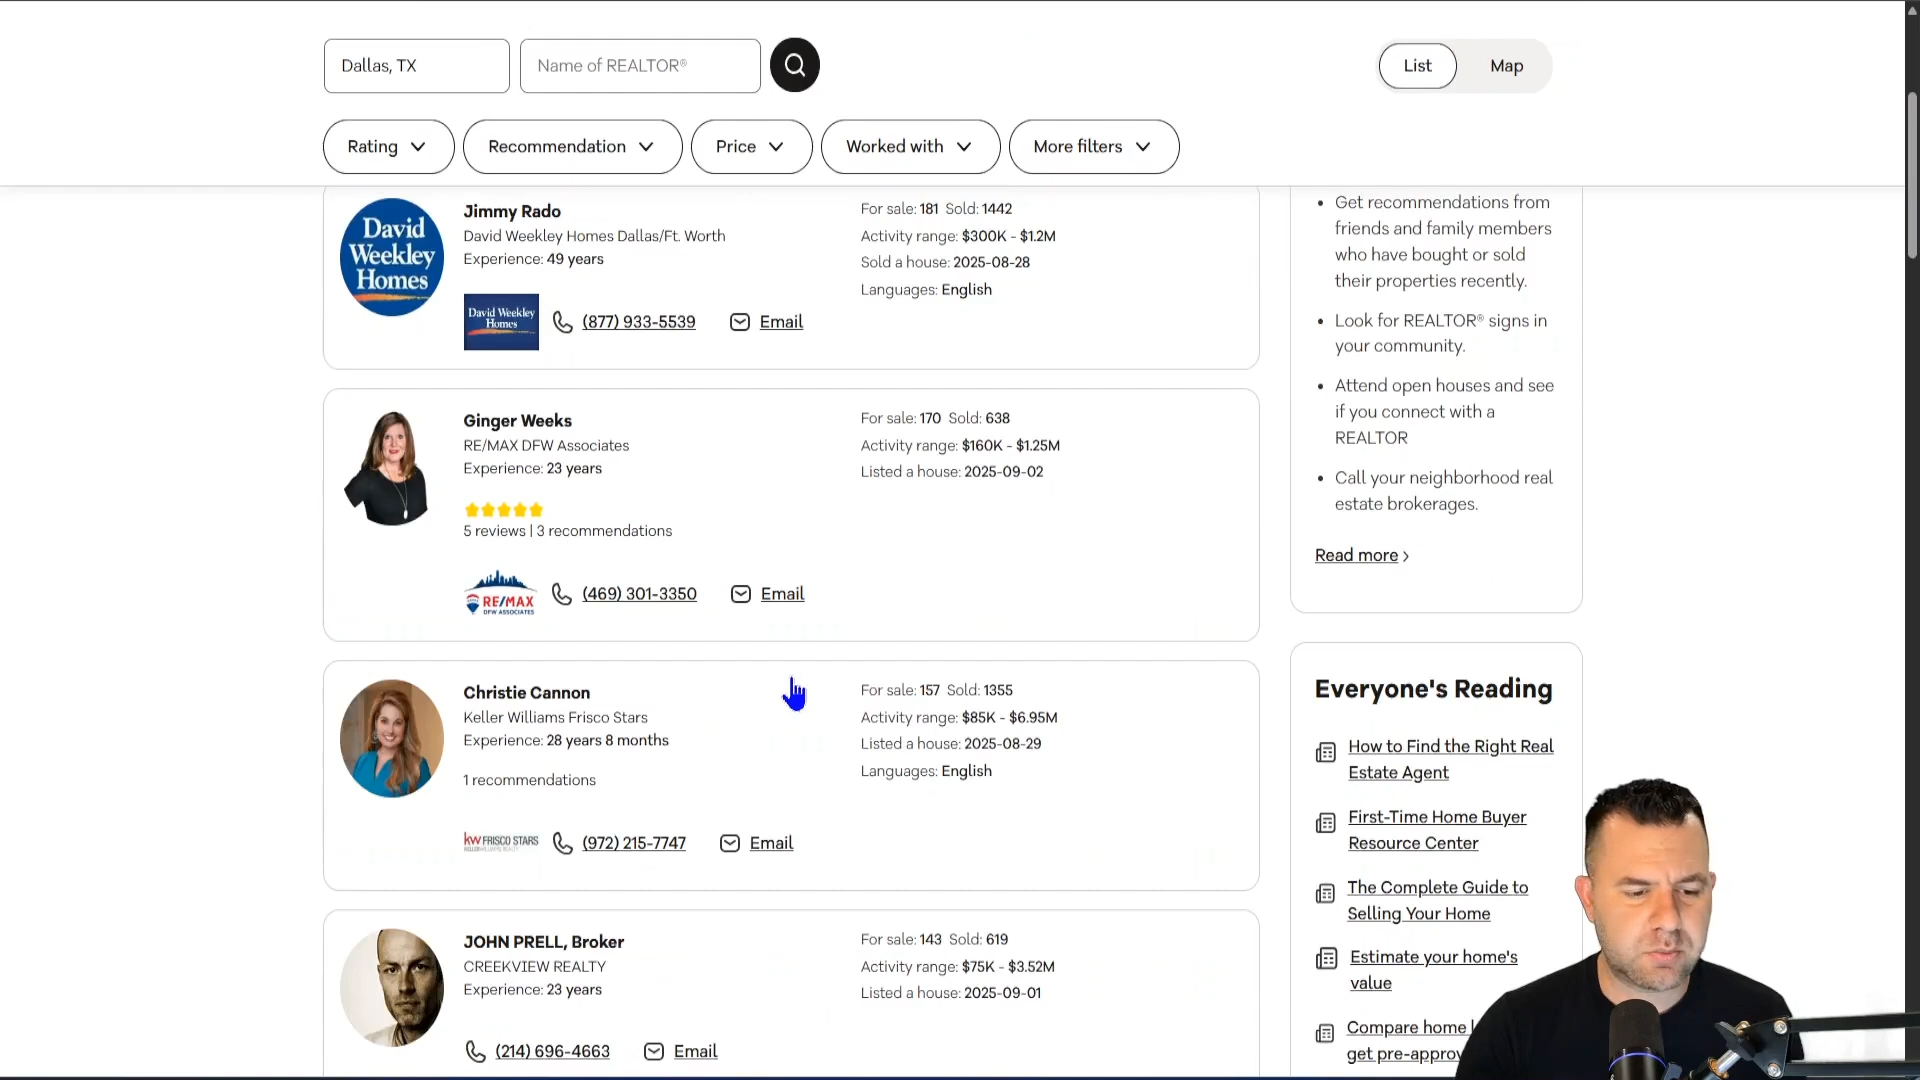 Dallas, TX
Name of REALTOR®
List
Map
Rating
Recommendation
Price
Worked with
More filters
David
Weekley
Homes
Jimmy Rado
David Weekley Homes Dallas/Ft. Worth
Experience: 49 years
David Weekley
Homes
(877) 933-5539
Email
For sale: 181 Sold: 1442
Activity range: $300K - $1.2M
Sold a house: 2025-08-28
Languages: English
Ginger Weeks
RE/MAX DFW Associates
Experience: 23 years
5 reviews | 3 recommendations
RE/MAX
DFW ASSOCIATES
(469) 301-3350
Email
For sale: 170 Sold: 638
Activity range: $160K - $1.25M
Listed a house: 2025-09-02
Christie Cannon
Keller Williams Frisco Stars
Experience: 28 years 8 months
1 recommendations
kw FRISCO STARS
KELLERWILLIAMS. REALTY
(972) 215-7747
Email
For sale: 157 Sold: 1355
Activity range: $85K - $6.95M
Listed a house: 2025-08-29
Languages: English
JOHN PRELL, Broker
CREEKVIEW REALTY
Experience: 23 years
(214) 696-4663
Email
For sale: 143 Sold: 619
Activity range: $75K - $3.52M
Listed a house: 2025-09-01
• Get recommendations from
friends and family members
who have bought or sold
their properties recently.
• Look for REALTOR® signs in
your community.
• Attend open houses and see
if you connect with a
REALTOR
• Call your neighborhood real
estate brokerages.
Read more
Everyone's Reading
How to Find the Right Real
Estate Agent
First-Time Home Buyer
Resource Center
The Complete Guide to
Selling Your Home
Estimate your home's
value
Compare home
get pre-approv